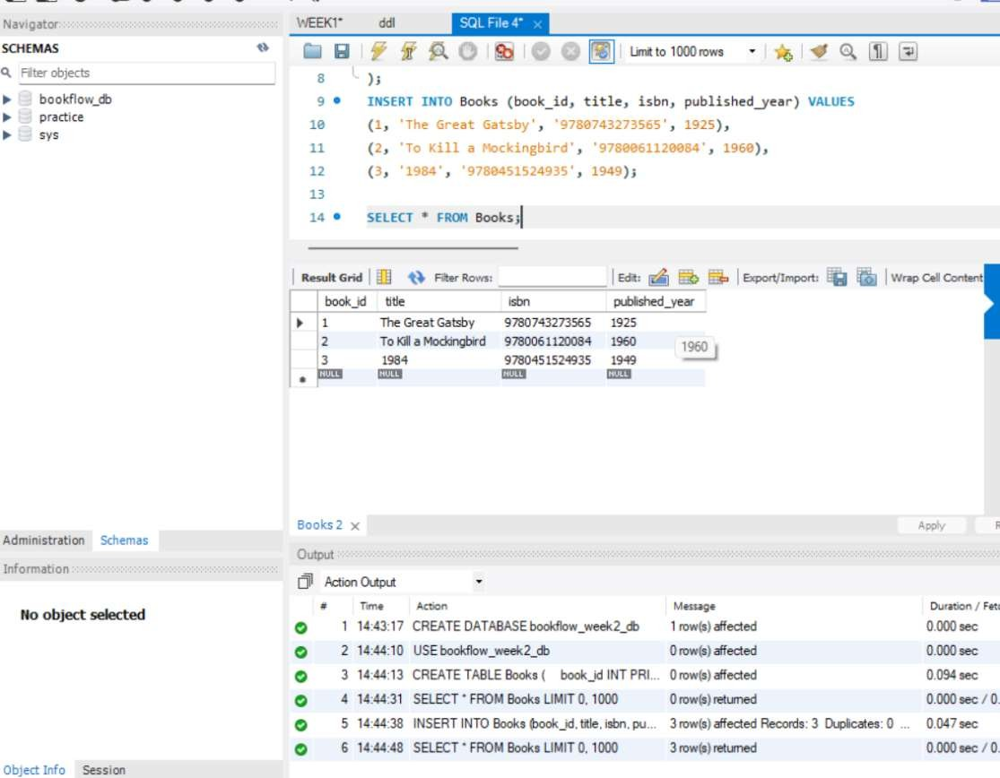 Navigator
WEEK1* ddl SQL File 4* ×
SCHEMAS
Limit to 1000 rows
Filter objects
bookflow_db
practice
sys
8 );
9 INSERT INTO Books (book_id, title, isbn, published_year) VALUES
10 (1, 'The Great Gatsby', '9780743273565', 1925),
11 (2, 'To Kill a Mockingbird', '9780061120084', 1960),
12 (3, '1984', '9780451524935', 1949);
13
14 SELECT * FROM Books;
Result Grid Filter Rows: Edit: Export/Import: Wrap Cell Content
book_id title isbn published_year
1 The Great Gatsby 9780743273565 1925
2 To Kill a Mockingbird 9780061120084 1960
1960
3 1984 9780451524935 1949
NULL NULL NULL NULL
Books 2 × Apply R
Administration Schemas
Output
Information
Action Output
# Time Action Message Duration / Fetc
No object selected
1 14:43:17 CREATE DATABASE bookflow_week2_db 1 row(s) affected 0.000 sec
2 14:44:10 USE bookflow_week2_db 0 row(s) affected 0.000 sec
3 14:44:13 CREATE TABLE Books ( book_id INT PRI... 0 row(s) affected 0.094 sec
4 14:44:31 SELECT * FROM Books LIMIT 0, 1000 0 row(s) returned 0.000 sec / 0.
5 14:44:38 INSERT INTO Books (book_id, title, isbn, pu... 3 row(s) affected Records: 3 Duplicates: 0 ... 0.047 sec
6 14:44:48 SELECT * FROM Books LIMIT 0, 1000 3 row(s) returned 0.000 sec / 0.
Object Info Session